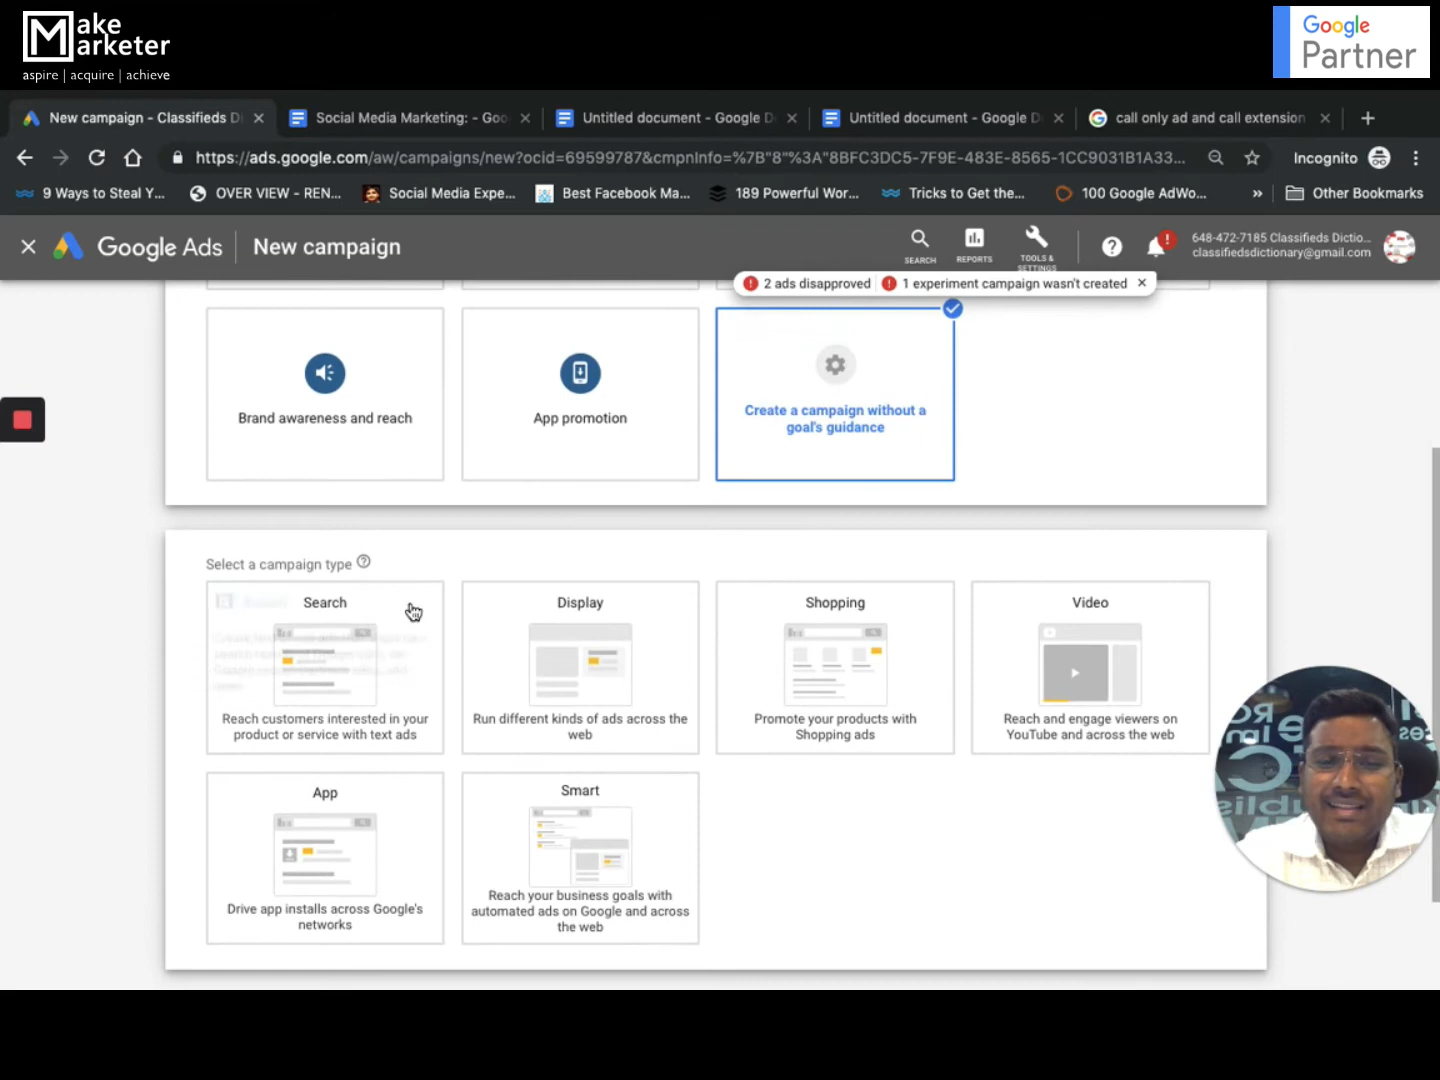 Make
Marketer
aspire | acquire | achieve
Google
Partner
New campaign - Classifieds Di
Social Media Marketing: - Goo
Untitled document - Google D
Untitled document - Google D
call only ad and call extension
https://ads.google.com/aw/campaigns/new?ocid=69599787&cmpnInfo=%7B"8"%3A"8BFC3DC5-7F9E-483E-8565-1CC9031B1A33...
Incognito
9 Ways to Steal Y...
OVER VIEW - REN...
Social Media Expe...
Best Facebook Ma...
189 Powerful Wor...
Tricks to Get the...
100 Google AdWo...
»
Other Bookmarks
Google Ads
New campaign
SEARCH
REPORTS
TOOLS &
SETTINGS
648-472-7185 Classifieds Dictio...
classifiedsdictionary@gmail.com
2 ads disapproved
1 experiment campaign wasn't created
Brand awareness and reach
App promotion
Create a campaign without a
goal's guidance
Select a campaign type
Search
Reach customers interested in your
product or service with text ads
Display
Run different kinds of ads across the
web
Shopping
Promote your products with
Shopping ads
Video
Reach and engage viewers on
YouTube and across the web
App
Drive app installs across Google's
networks
Smart
Reach your business goals with
automated ads on Google and across
the web